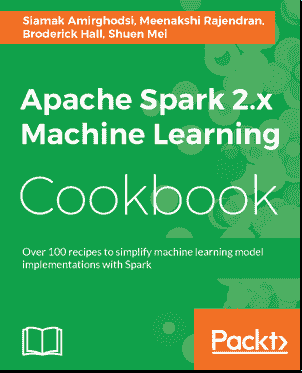 Siamak Amirghodsi, Meenakshi Rajendran,
Broderick Hall, Shuen Mei
Apache Spark 2.x
Machine Learning
Cookbook
Over 100 recipes to simplify machine learning model
implementations with Spark
Packt>